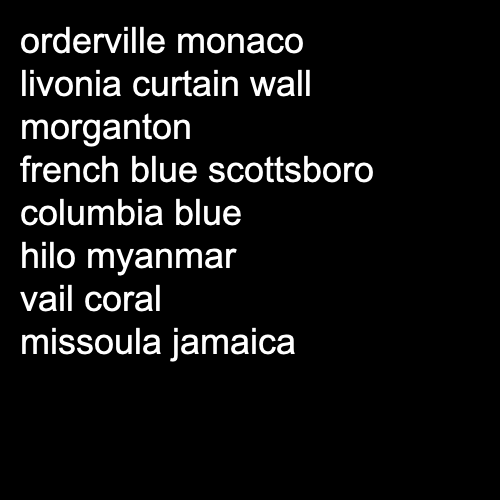 orderville monaco
livonia curtain wall
morganton
french blue scottsboro
columbia blue
hilo myanmar
vail coral
missoula jamaica